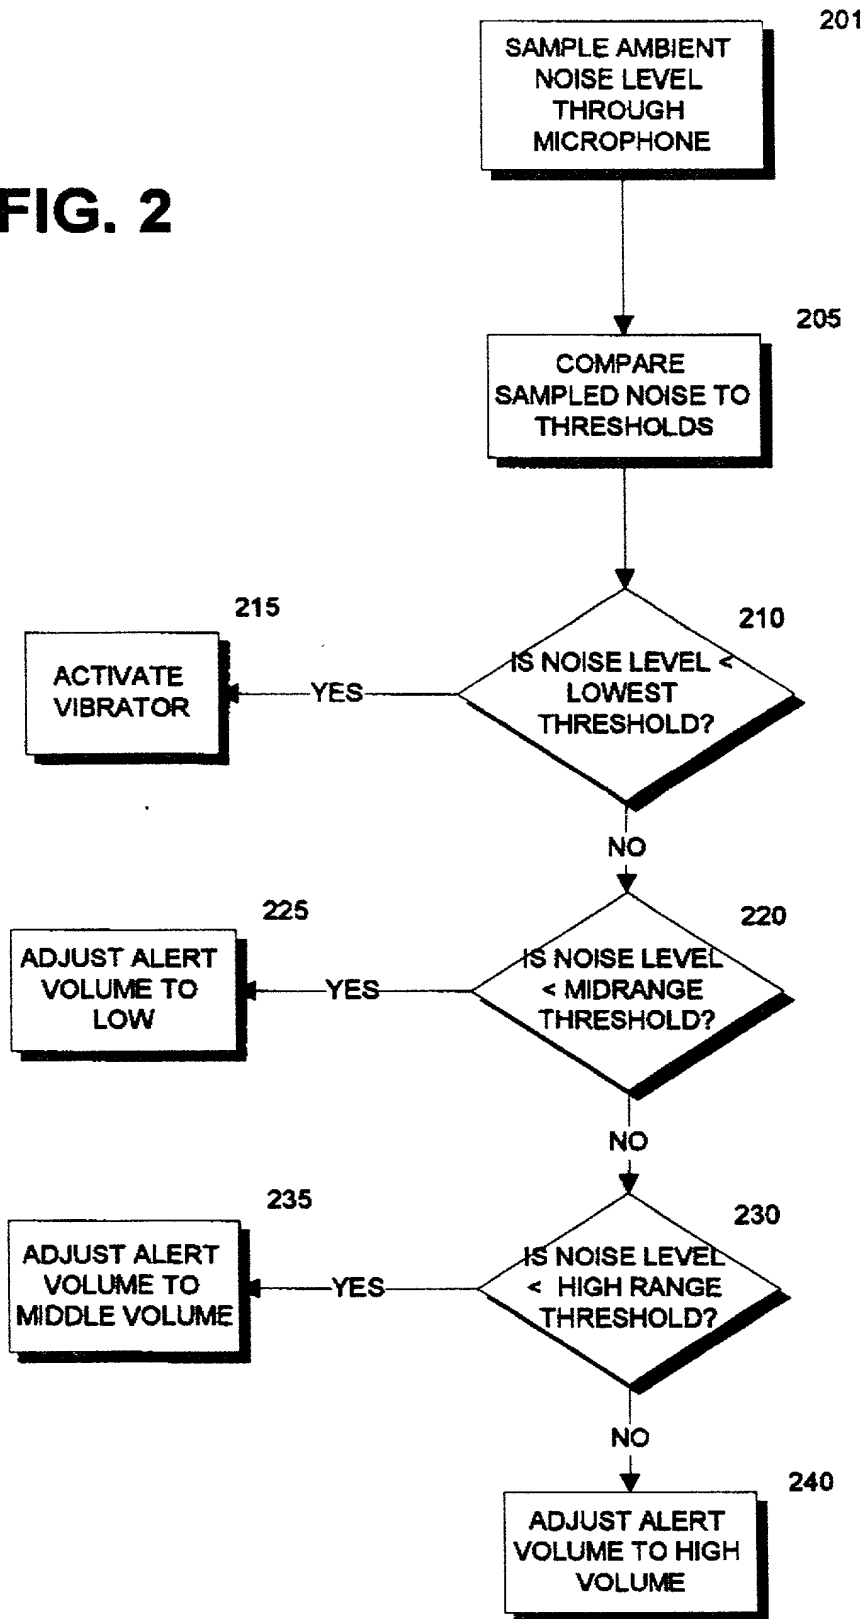 201
SAMPLE AMBIENT
NOISE LEVEL
THROUGH
MICROPHONE
FIG. 2
205
COMPARE
SAMPLED NOISE TO
THRESHOLDS
215
ACTIVATE
VIBRATOR
YES
210
IS NOISE LEVEL <
LOWEST
THRESHOLD?
NO
225
ADJUST ALERT
VOLUME TO
LOW
YES
220
IS NOISE LEVEL
< MIDRANGE
THRESHOLD?
NO
235
ADJUST ALERT
VOLUME TO
MIDDLE VOLUME
YES
230
IS NOISE LEVEL
< HIGH RANGE
THRESHOLD?
NO
240
ADJUST ALERT
VOLUME TO HIGH
VOLUME